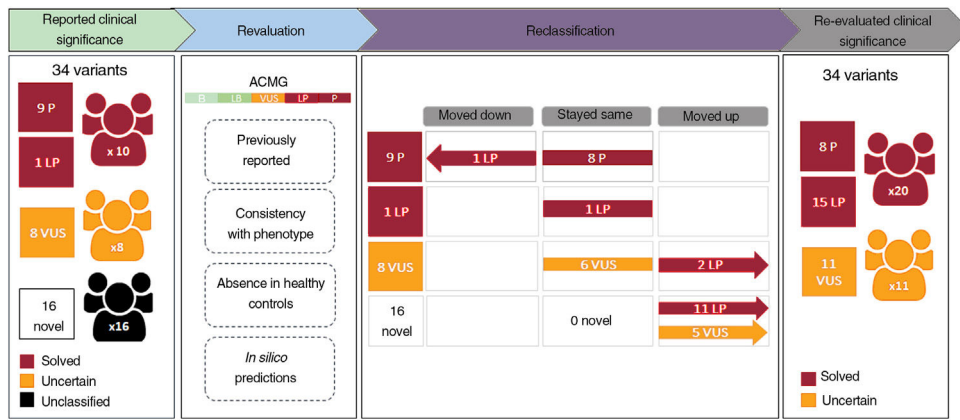 Reported clinical
significance
Revaluation
Reclassification
Re-evaluated clinical
significance
34 variants
9 P
x 10
1 LP
8 VUS
x8
16
novel
x16
Solved
Uncertain
Unclassified
ACMG
B LB VUS LP P
Previously
reported
Consistency
with phenotype
Absence in healthy
controls
In silico
predictions
Moved down Stayed same Moved up
9 P 1 LP 8 P
1 LP 1 LP
8 VUS 6 VUS 2 LP
16
novel
0 novel
11 LP
5 VUS
34 variants
8 P
x20
15 LP
11
VUS
x11
Solved
Uncertain